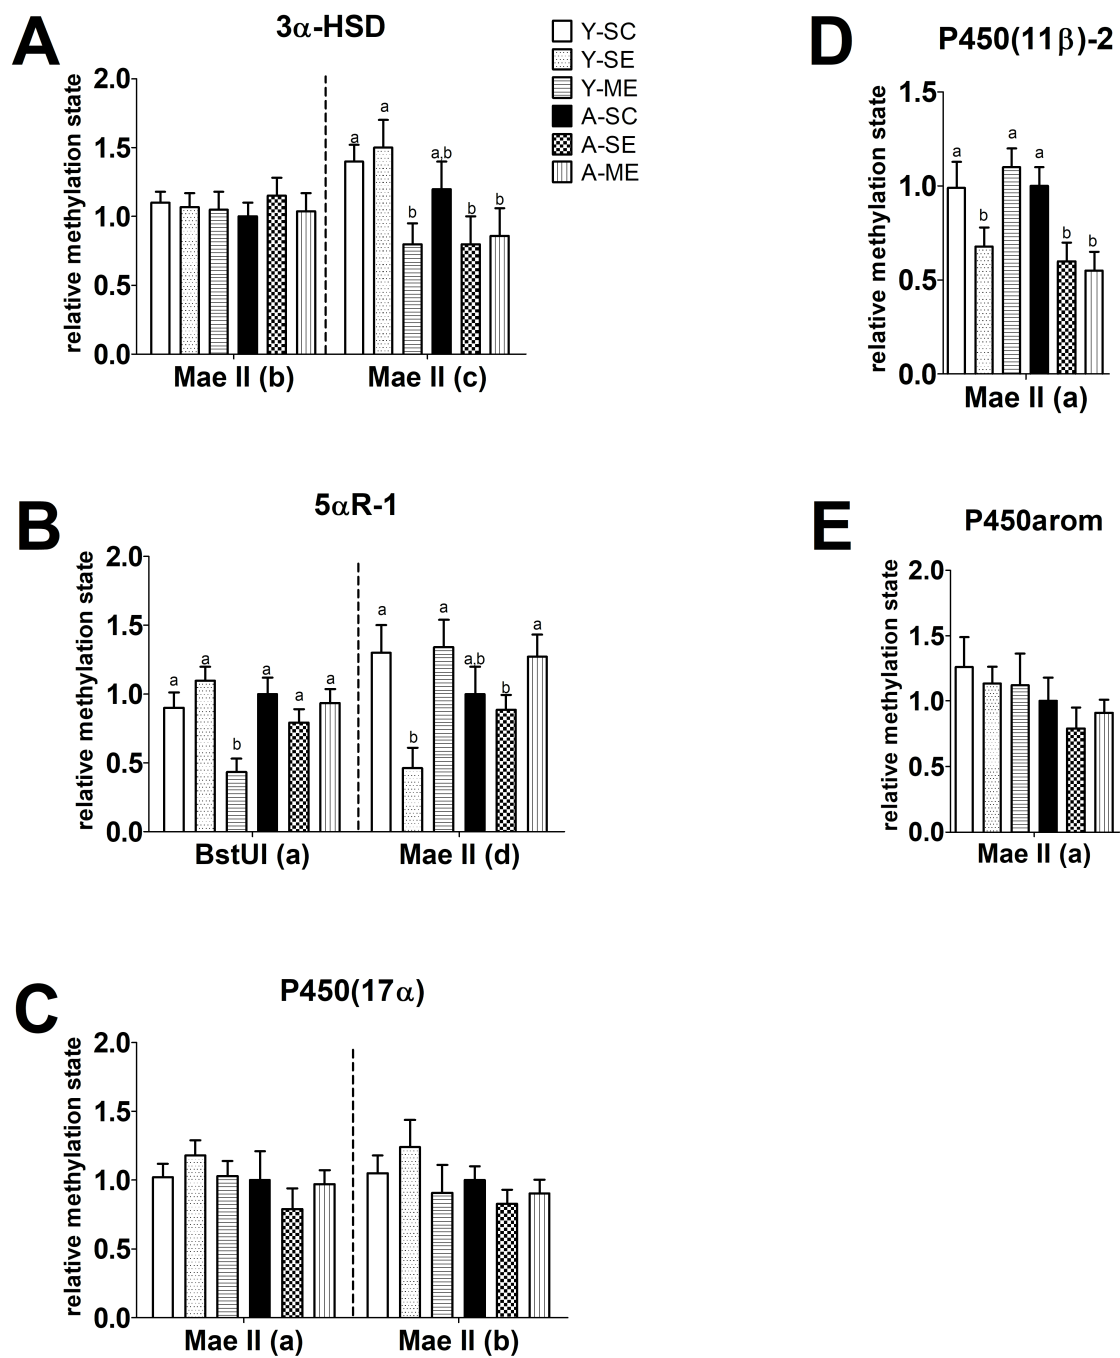 A
3α-HSD
relative methylation state
2.0
1.5
1.0
0.5
0.0
a
a
b
a,b
b
b
Mae II (b)
Mae II (c)
Y-SC
Y-SE
Y-ME
A-SC
A-SE
A-ME
D
P450(11β)-2
relative methylation state
1.5
1.0
0.5
0.0
a
b
a
a
b
b
Mae II (a)
B
5αR-1
relative methylation state
2.0
1.5
1.0
0.5
0.0
a
a
b
a
a
a
a
b
a
a,b
b
a
BstUI (a)
Mae II (d)
E
P450arom
relative methylation state
2.0
1.5
1.0
0.5
0.0
Mae II (a)
C
P450(17α)
relative methylation state
2.0
1.5
1.0
0.5
0.0
Mae II (a)
Mae II (b)